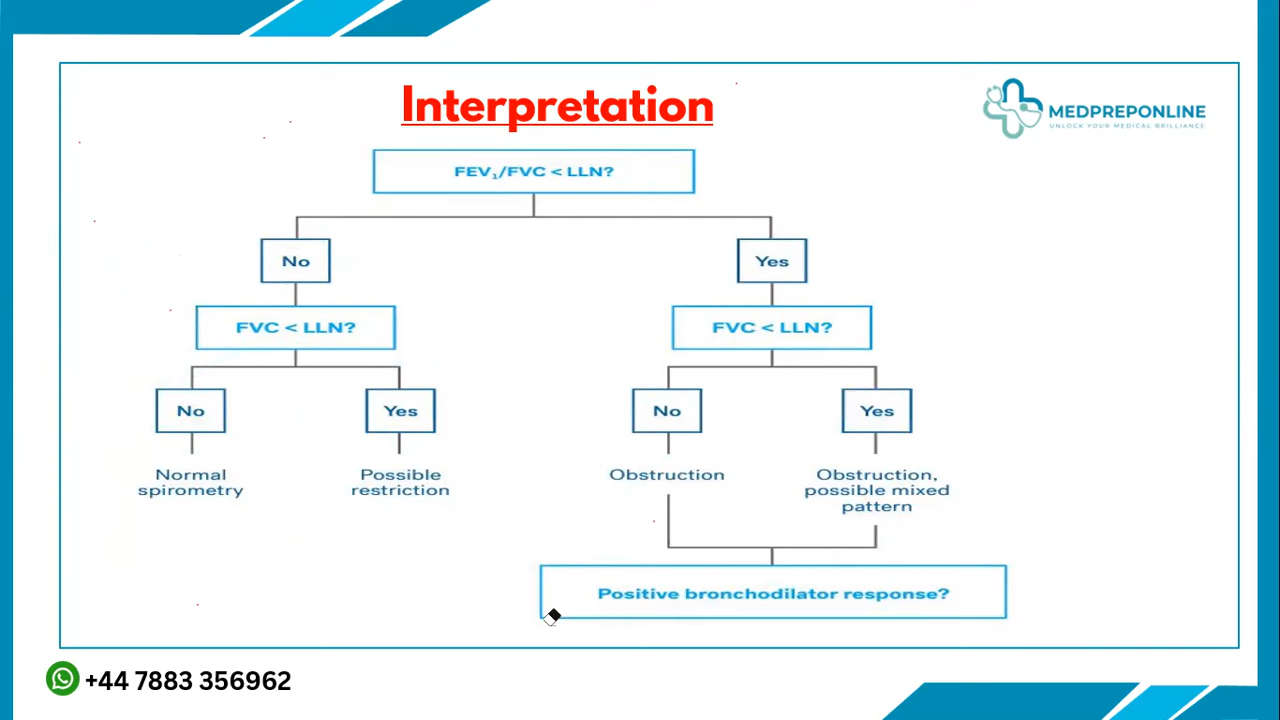 Interpretation
MEDPREPONLINE
UNLOCK YOUR MEDICAL BRILLIANCE
FEV₁/FVC < LLN?
No
Yes
FVC < LLN?
FVC < LLN?
No
Yes
No
Yes
Normal
spirometry
Possible
restriction
Obstruction
Obstruction,
possible mixed
pattern
Positive bronchodilator response?
+44 7883 356962